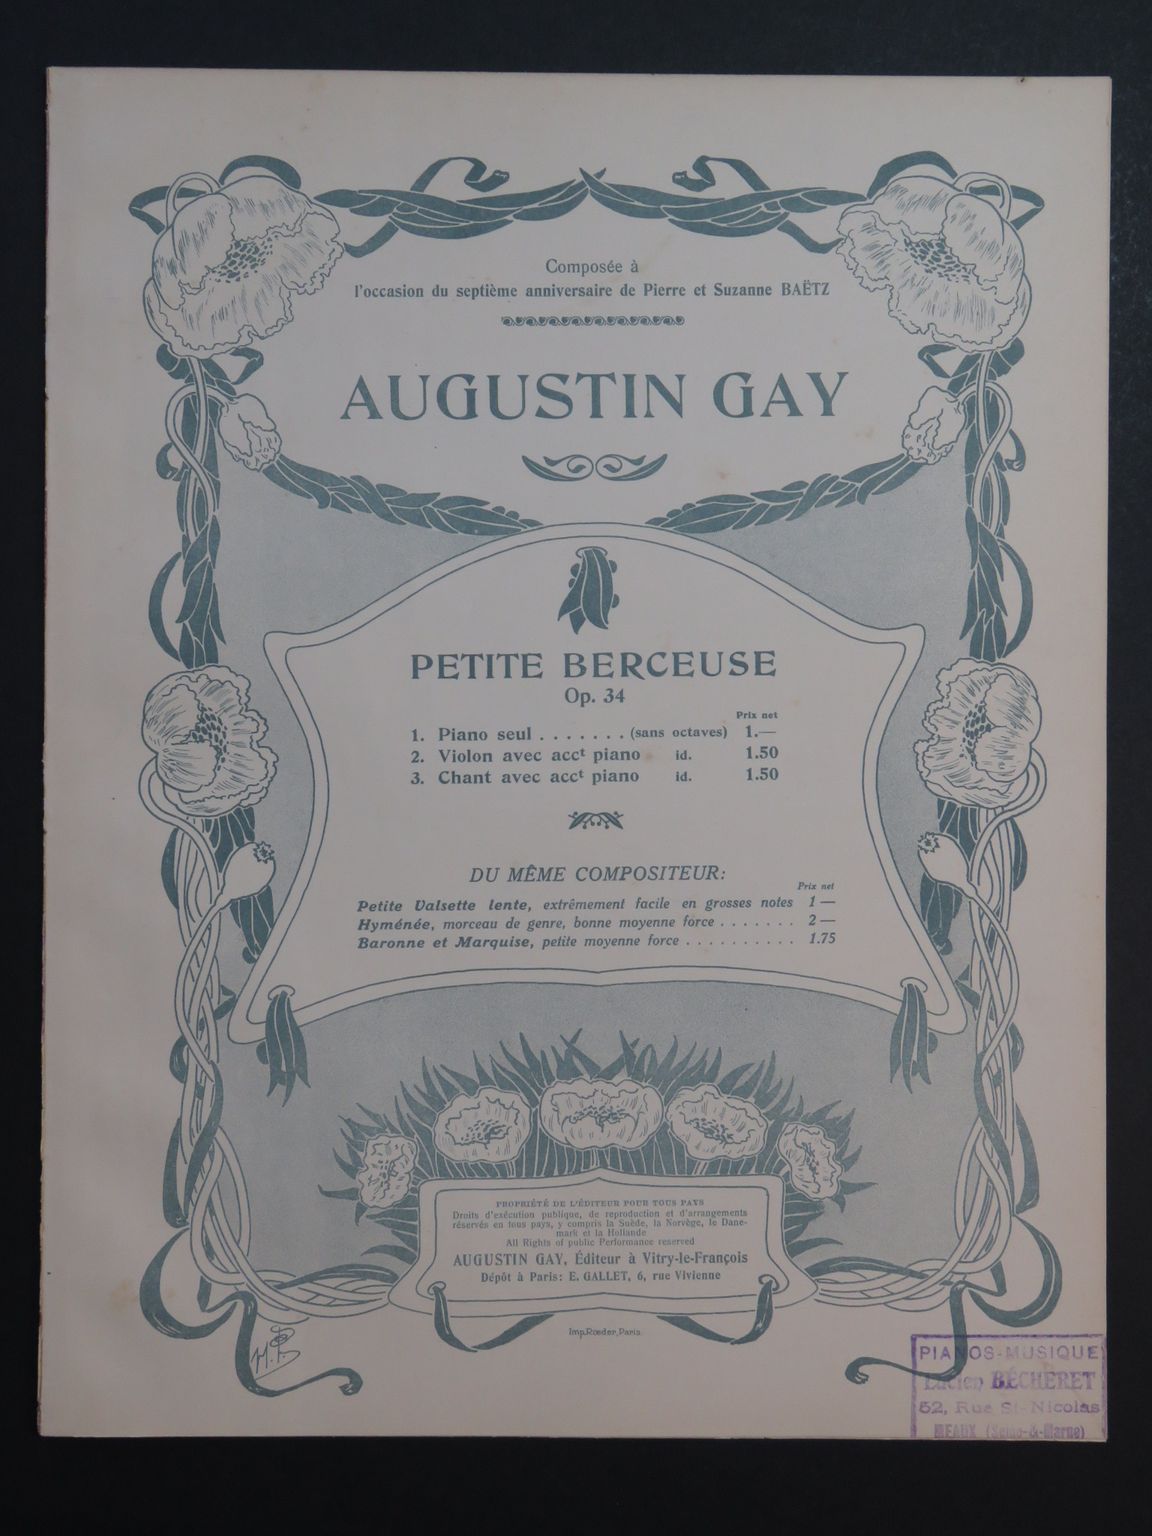 Composée à
l'occasion du septième anniversaire de Pierre et Suzanne BAËTZ
AUGUSTIN GAY
PETITE BERCEUSE
Op. 34
Prix net
1. Piano seul . . . . . . . (sans octaves) 1.—
2. Violon avec acct piano id. 1.50
3. Chant avec acct piano id. 1.50
DU MÊME COMPOSITEUR:
Prix net
Petite Valsette lente, extrêmement facile en grosses notes 1 —
Hyménée, morceau de genre, bonne moyenne force . . . . . . . 2 —
Baronne et Marquise, petite moyenne force . . . . . . . . . . 1.75
PROPRIÉTÉ DE L'ÉDITEUR POUR TOUS PAYS
Droits d'exécution publique, de reproduction et d'arrangements
réservés en tous pays, y compris la Suède, la Norvège, le Dane-
mark et la Hollande
All Rights of public Performance reserved
AUGUSTIN GAY, Éditeur à Vitry-le-François
Dépôt à Paris: E. GALLET, 6, rue Vivienne
Imp. Rœder, Paris.
PIANOS-MUSIQUE
Lucien BÉCHERET
52, Rue St-Nicolas
MEAUX (Seine-&-Marne)